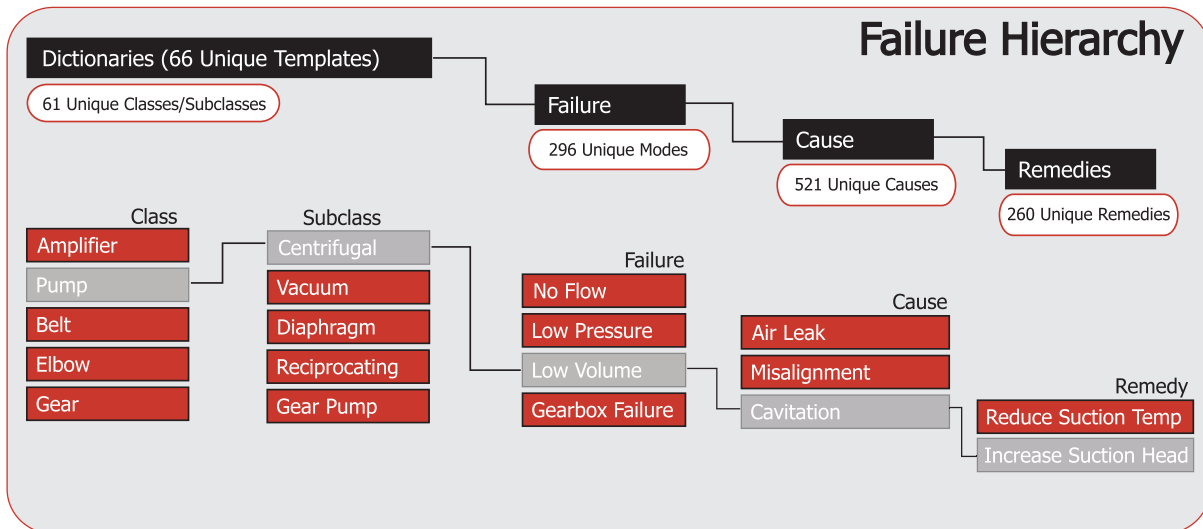 Failure Hierarchy
Dictionaries (66 Unique Templates)
61 Unique Classes/Subclasses
Failure
296 Unique Modes
Cause
521 Unique Causes
Remedies
260 Unique Remedies
Class
Amplifier
Pump
Belt
Elbow
Gear
Subclass
Centrifugal
Vacuum
Diaphragm
Reciprocating
Gear Pump
Failure
No Flow
Low Pressure
Low Volume
Gearbox Failure
Cause
Air Leak
Misalignment
Cavitation
Remedy
Reduce Suction Temp
Increase Suction Head